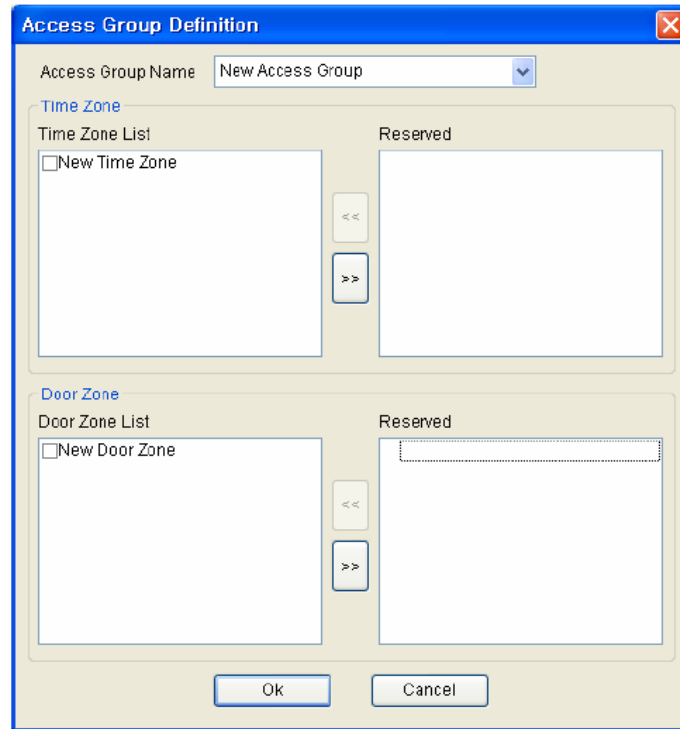 Access Group Definition
Access Group Name New Access Group
Time Zone
Time Zone List Reserved
New Time Zone
<<
>>
Door Zone
Door Zone List Reserved
New Door Zone
<<
>>
Ok Cancel